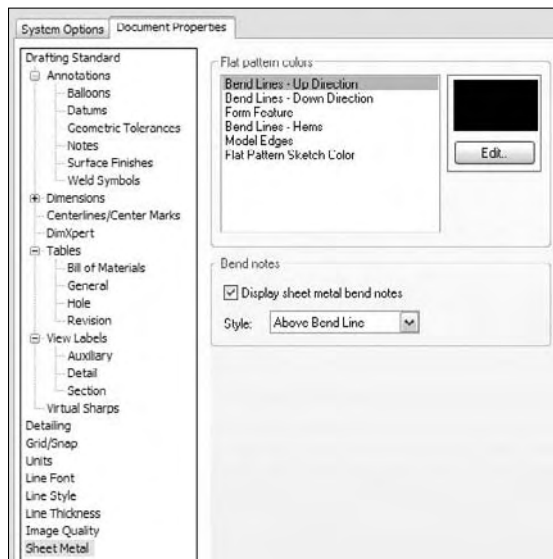 System Options
Document Properties
Drafting Standard
Annotations
Balloons
Datums
Geometric Tolerances
Notes
Surface Finishes
Weld Symbols
Dimensions
Centerlines/Center Marks
DimXpert
Tables
Bill of Materials
General
Hole
Revision
View Labels
Auxiliary
Detail
Section
Virtual Sharps
Detailing
Grid/Snap
Units
Line Font
Line Style
Line Thickness
Image Quality
Sheet Metal
Flat pattern colors
Bend Lines - Up Direction
Bend Lines - Down Direction
Form Feature
Bend Lines - Hems
Model Edges
Flat Pattern Sketch Color
Edit..
Bend notes
Display sheet metal bend notes
Style: Above Bend Line